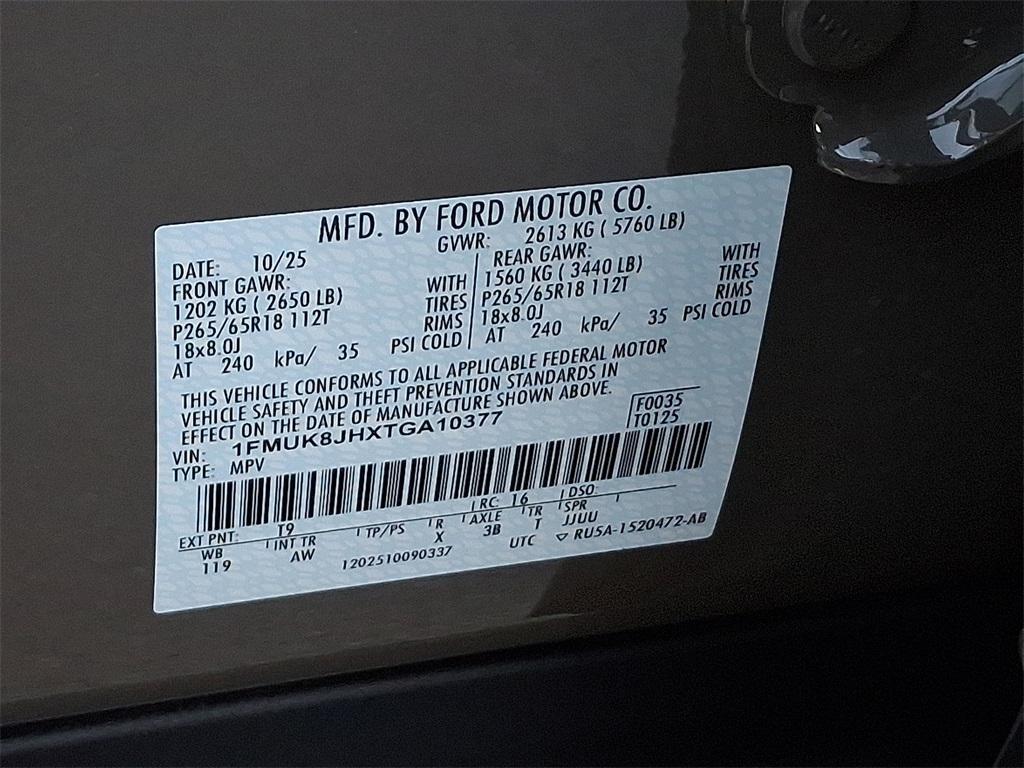 MFD. BY FORD MOTOR CO.
DATE: 10/25 GVWR: 2613 KG ( 5760 LB)
FRONT GAWR: WITH REAR GAWR: WITH
1202 KG ( 2650 LB) TIRES 1560 KG ( 3440 LB) TIRES
P265/65R18 112T RIMS P265/65R18 112T RIMS
18x8.0J 18x8.0J
AT 240 kPa/ 35 PSI COLD AT 240 kPa/ 35 PSI COLD
THIS VEHICLE CONFORMS TO ALL APPLICABLE FEDERAL MOTOR
VEHICLE SAFETY AND THEFT PREVENTION STANDARDS IN
EFFECT ON THE DATE OF MANUFACTURE SHOWN ABOVE.
F0035
VIN: 1FMUK8JHXTGA10377 T0125
TYPE: MPV
EXT PNT: T9 RC: 16 DSO:
WB INT TR TP/PS R AXLE TR SPR
119 AW X 3B T JJUU
1202510090337 UTC ▽ RU5A-1520472-AB